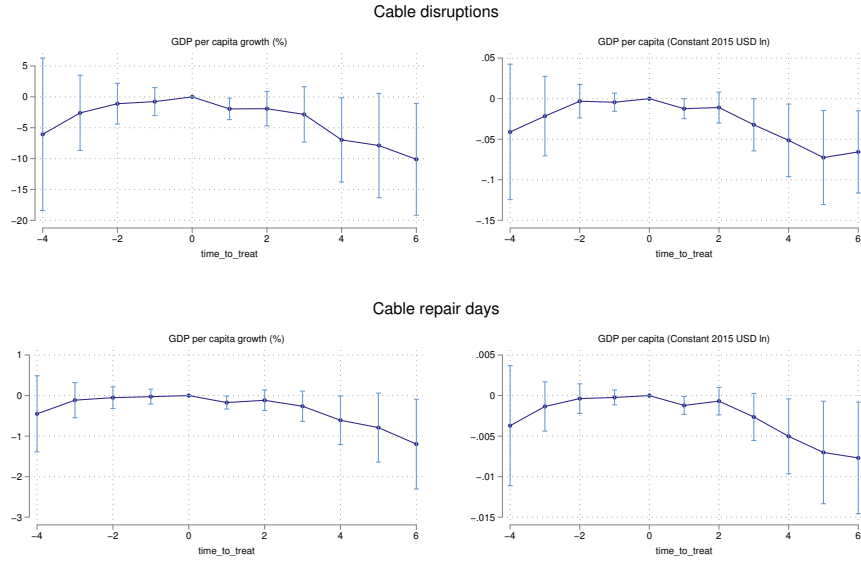 Cable disruptions
GDP per capita growth (%)
5
0
−5
−10
−15
−20
−4 −2 0 2 4 6
time_to_treat
GDP per capita (Constant 2015 USD ln)
.05
0
−.05
−.1
−.15
−4 −2 0 2 4 6
time_to_treat
Cable repair days
GDP per capita growth (%)
1
0
−1
−2
−3
−4 −2 0 2 4 6
time_to_treat
GDP per capita (Constant 2015 USD ln)
.005
0
−.005
−.01
−.015
−4 −2 0 2 4 6
time_to_treat